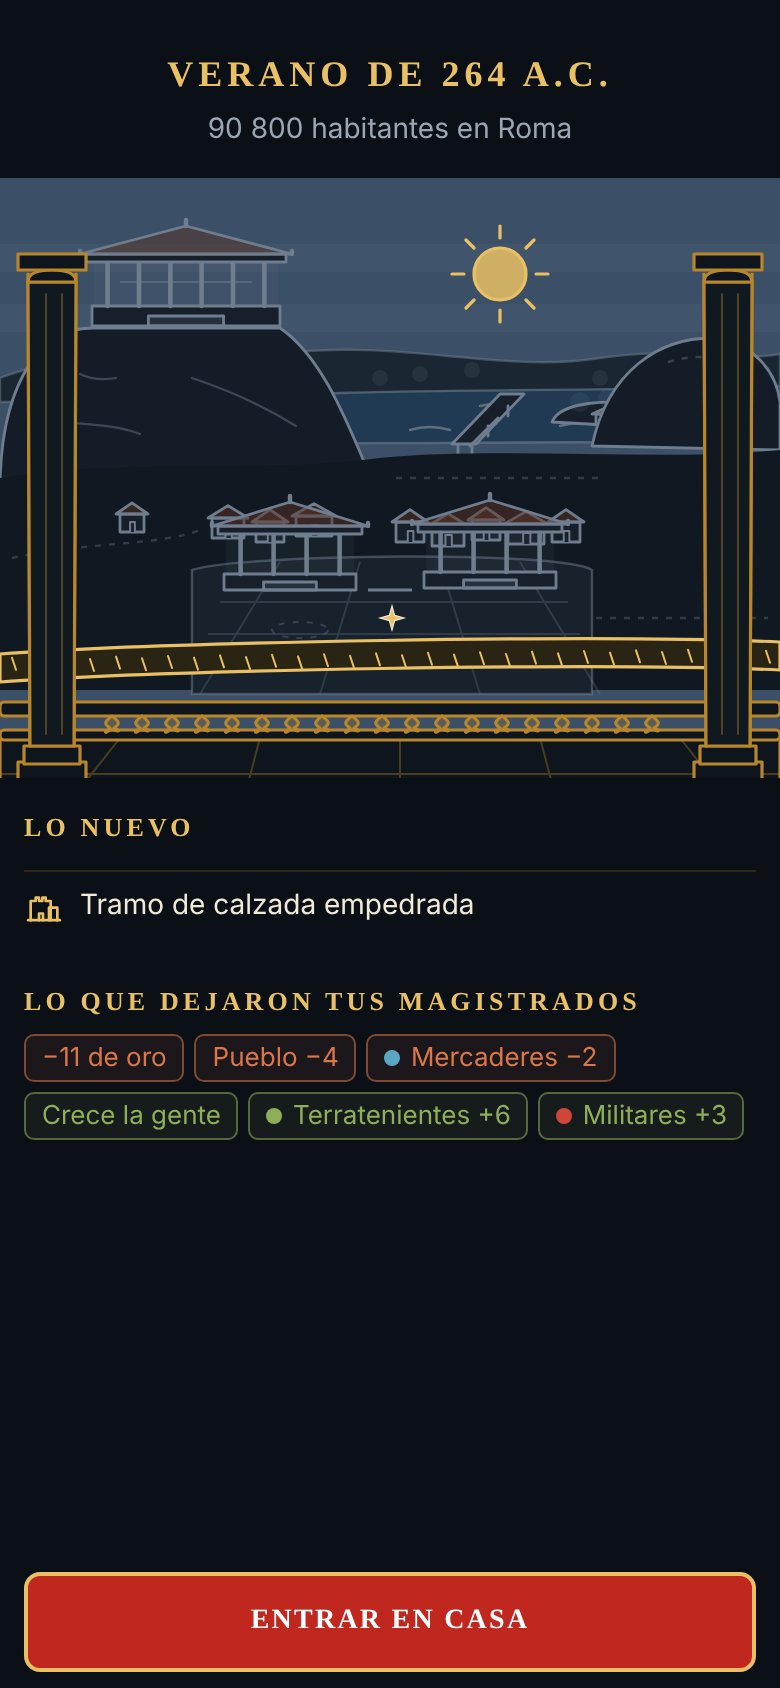 VERANO DE 264 A.C.
90 800 habitantes en Roma
LO NUEVO
Tramo de calzada empedrada
LO QUE DEJARON TUS MAGISTRADOS
−11 de oro Pueblo −4 Mercaderes −2
Crece la gente Terratenientes +6 Militares +3
ENTRAR EN CASA